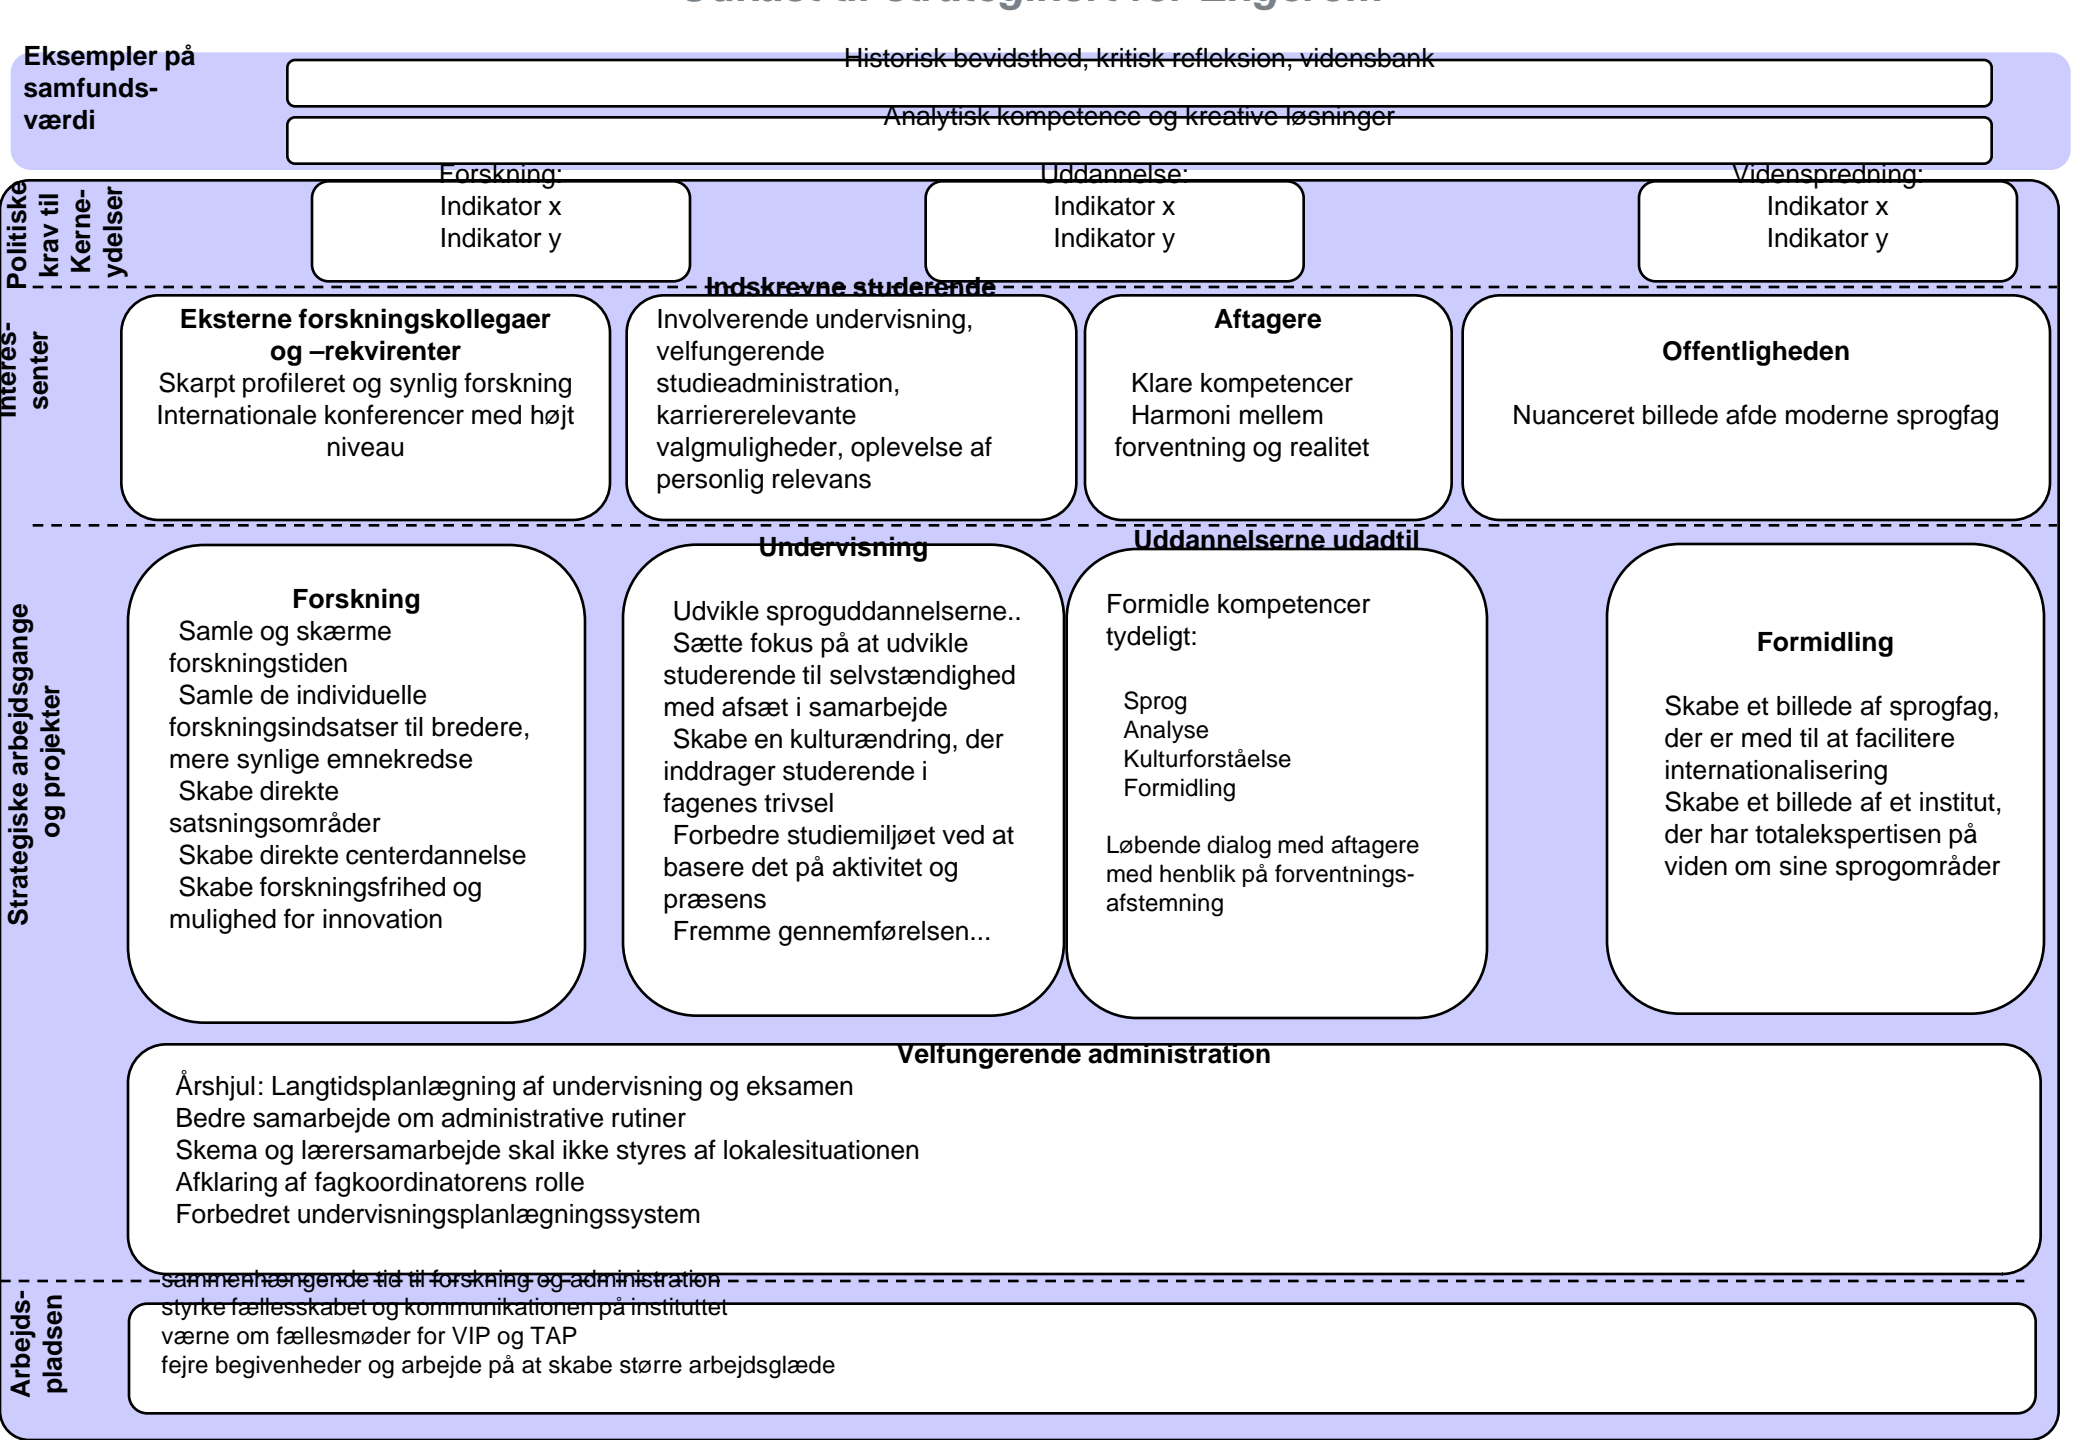 Udkast til strategikort for Engerom
Eksempler på
samfunds-
værdi
Historisk bevidsthed, kritisk refleksion, vidensbank
Analytisk kompetence og kreative løsninger
Politiske
krav til
Kerne-
ydelser
Forskning:
Indikator x
Indikator y
Uddannelse:
Indikator x
Indikator y
Videnspredning:
Indikator x
Indikator y
Interes-
senter
Eksterne forskningskollegaer
og –rekvirenter
Skarpt profileret og synlig forskning
Internationale konferencer med højt
niveau
Indskrevne studerende
Involverende undervisning,
velfungerende
studieadministration,
karriererelevante
valgmuligheder, oplevelse af
personlig relevans
Aftagere
Klare kompetencer
Harmoni mellem
forventning og realitet
Offentligheden
Nuanceret billede afde moderne sprogfag
Strategiske arbejdsgange
og projekter
Forskning
Samle og skærme
forskningstiden
Samle de individuelle
forskningsindsatser til bredere,
mere synlige emnekredse
Skabe direkte
satsningsområder
Skabe direkte centerdannelse
Skabe forskningsfrihed og
mulighed for innovation
Undervisning
Udvikle sproguddannelserne..
Sætte fokus på at udvikle
studerende til selvstændighed
med afsæt i samarbejde
Skabe en kulturændring, der
inddrager studerende i
fagenes trivsel
Forbedre studiemiljøet ved at
basere det på aktivitet og
præsens
Fremme gennemførelsen...
Uddannelserne udadtil
Formidle kompetencer
tydeligt:
Sprog
Analyse
Kulturforståelse
Formidling
Løbende dialog med aftagere
med henblik på forventnings-
afstemning
Formidling
Skabe et billede af sprogfag,
der er med til at facilitere
internationalisering
Skabe et billede af et institut,
der har totalekspertisen på
viden om sine sprogområder
Velfungerende administration
Årshjul: Langtidsplanlægning af undervisning og eksamen
Bedre samarbejde om administrative rutiner
Skema og lærersamarbejde skal ikke styres af lokalesituationen
Afklaring af fagkoordinatorens rolle
Forbedret undervisningsplanlægningssystem
Arbejds-
pladsen
sammenhængende tid til forskning og administration
styrke fællesskabet og kommunikationen på instituttet
værne om fællesmøder for VIP og TAP
fejre begivenheder og arbejde på at skabe større arbejdsglæde